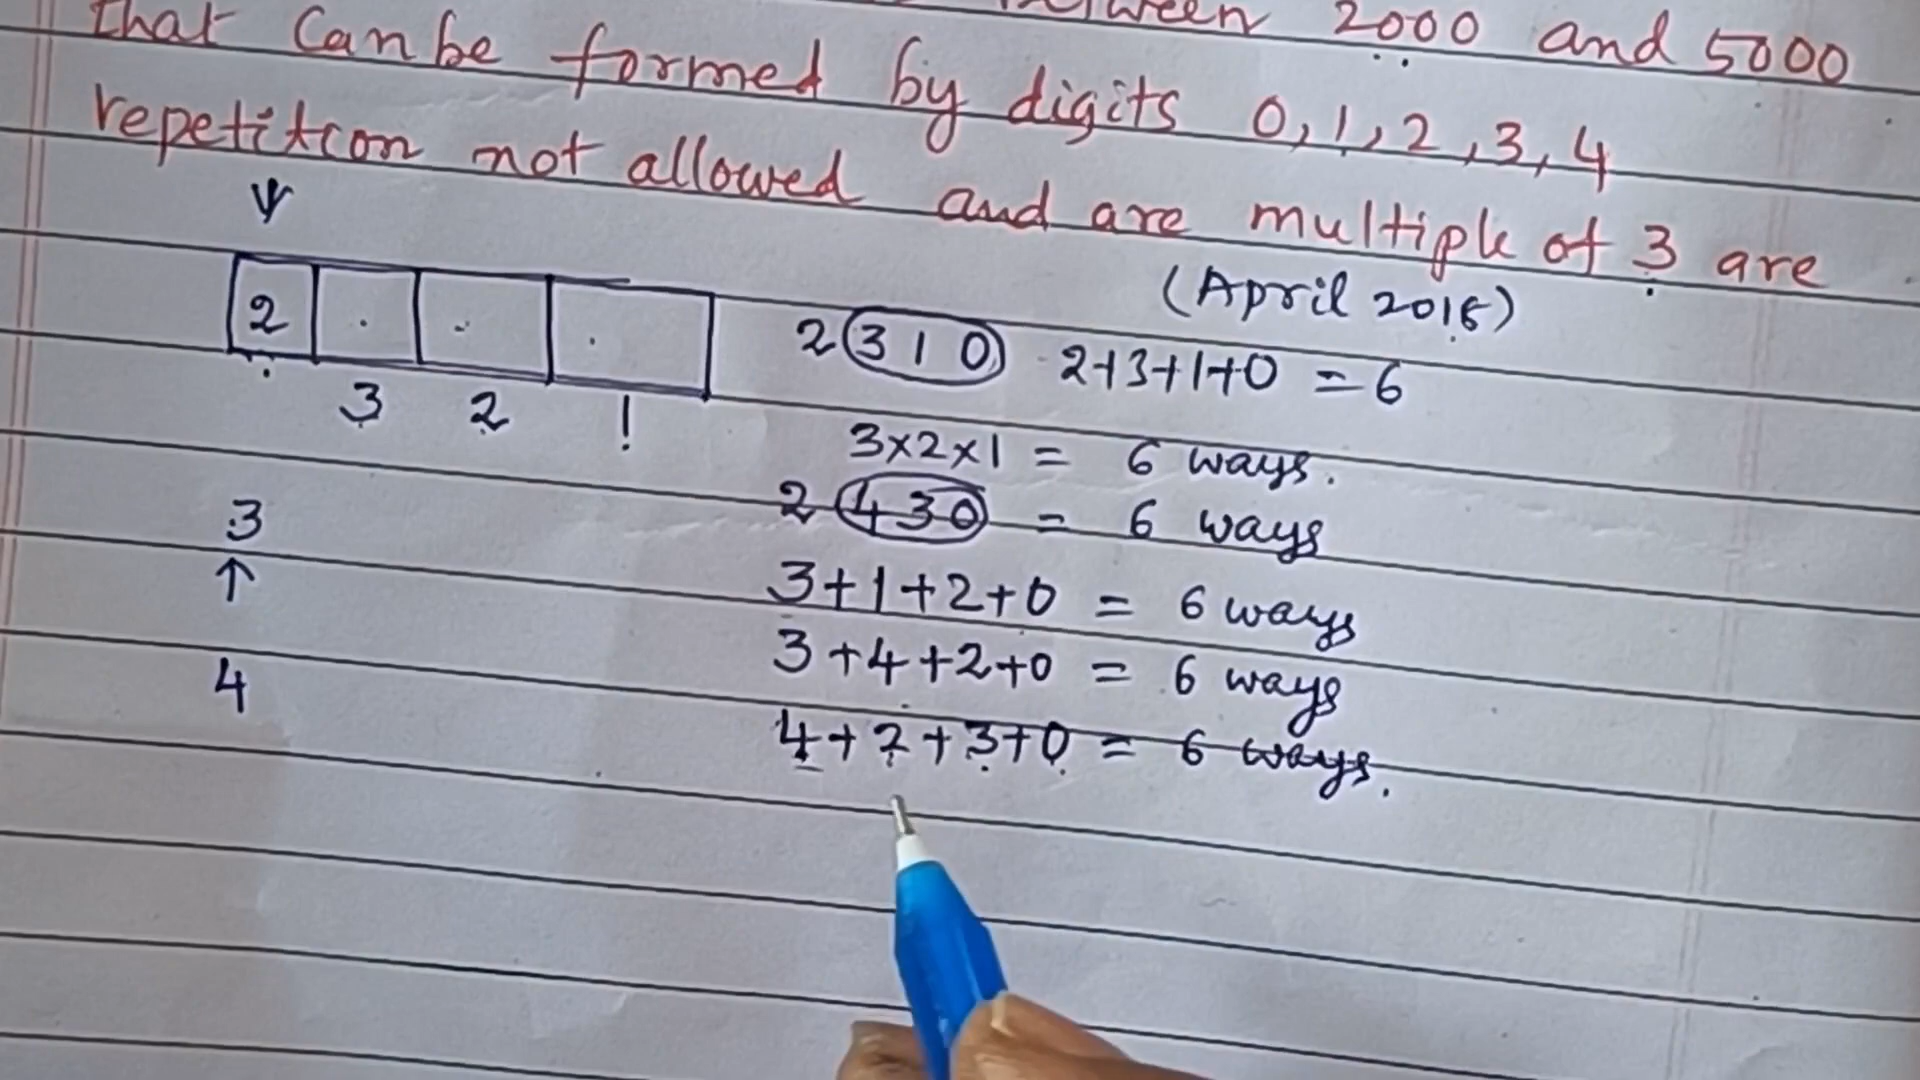 between 2000 and 5000
that can be formed by digits 0, 1, 2, 3, 4
repetition not allowed and are multiple of 3 are
(April 2018)
2 3 1 0 2+3+1+0 = 6
2
3 2 1
3×2×1 = 6 ways.
2 4 3 0 = 6 ways
3
3+1+2+0 = 6 ways
3+4+2+0 = 6 ways
4
4+2+3+0 = 6 ways.